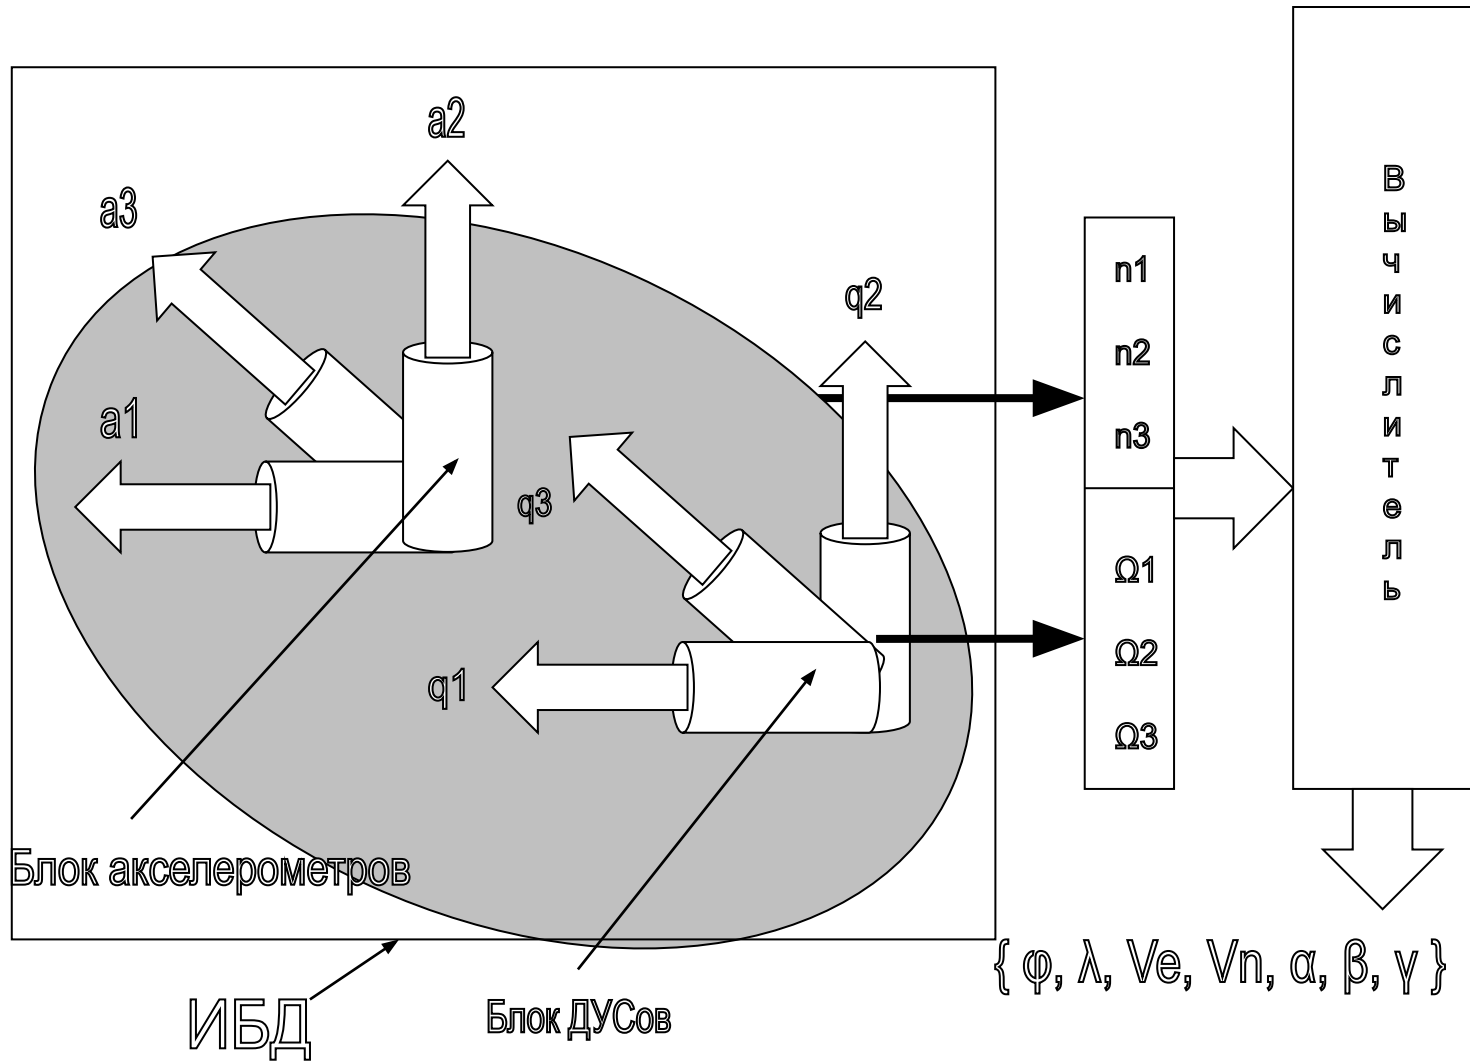 a2
a3
a1
q2
q3
q1
n1
n2
n3
Ω1
Ω2
Ω3
Вычислитель
Блок акселерометров
ИБД
Блок ДУСов
{ φ, λ, Ve, Vn, α, β, γ }